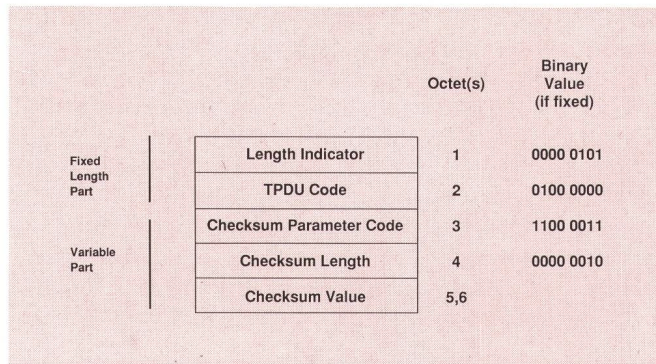 Octet(s)
Binary
Value
(if fixed)
Fixed
Length
Part
Length Indicator 1 0000 0101
TPDU Code 2 0100 0000
Checksum Parameter Code 3 1100 0011
Variable
Part
Checksum Length 4 0000 0010
Checksum Value 5,6